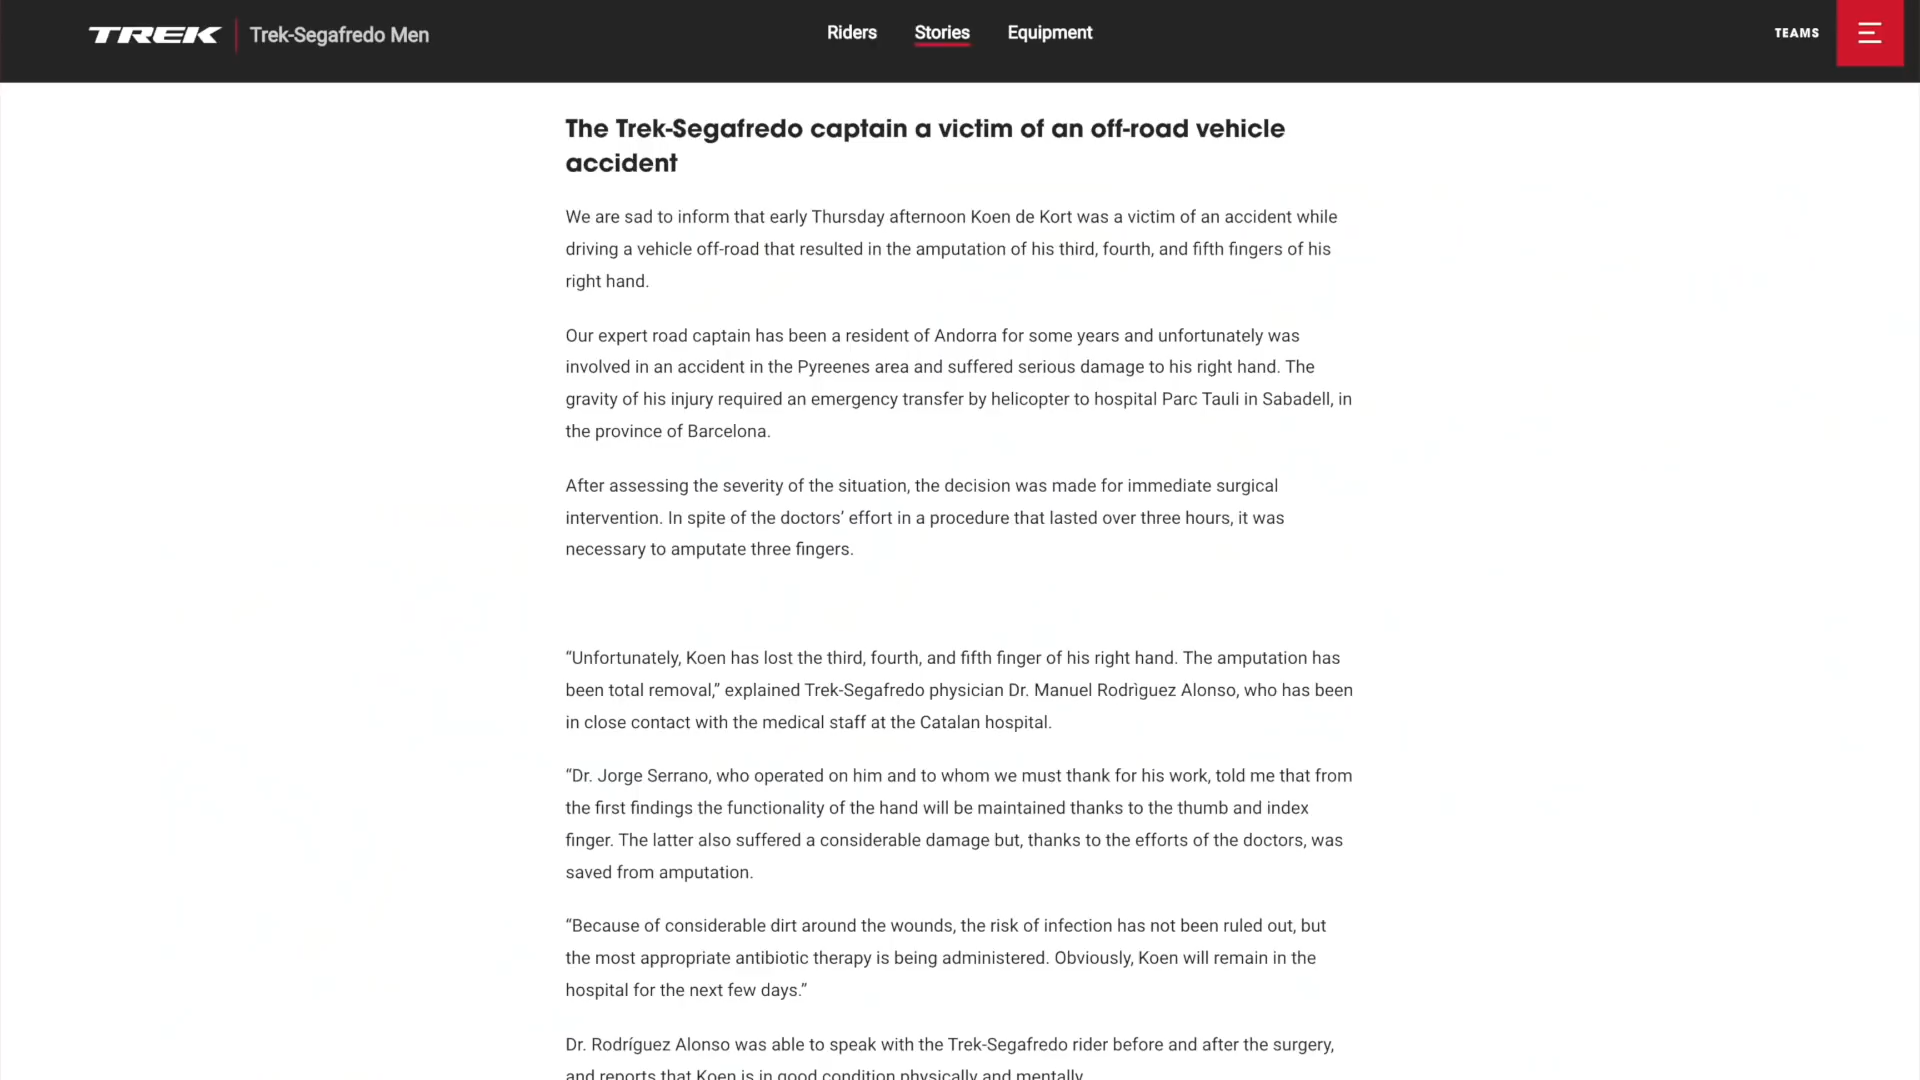 TREK
Trek-Segafredo Men
Riders
Stories
Equipment
TEAMS
The Trek-Segafredo captain a victim of an off-road vehicle
accident
We are sad to inform that early Thursday afternoon Koen de Kort was a victim of an accident while
driving a vehicle off-road that resulted in the amputation of his third, fourth, and fifth fingers of his
right hand.
Our expert road captain has been a resident of Andorra for some years and unfortunately was
involved in an accident in the Pyreenes area and suffered serious damage to his right hand. The
gravity of his injury required an emergency transfer by helicopter to hospital Parc Tauli in Sabadell, in
the province of Barcelona.
After assessing the severity of the situation, the decision was made for immediate surgical
intervention. In spite of the doctors’ effort in a procedure that lasted over three hours, it was
necessary to amputate three fingers.
“Unfortunately, Koen has lost the third, fourth, and fifth finger of his right hand. The amputation has
been total removal,” explained Trek-Segafredo physician Dr. Manuel Rodrìguez Alonso, who has been
in close contact with the medical staff at the Catalan hospital.
“Dr. Jorge Serrano, who operated on him and to whom we must thank for his work, told me that from
the first findings the functionality of the hand will be maintained thanks to the thumb and index
finger. The latter also suffered a considerable damage but, thanks to the efforts of the doctors, was
saved from amputation.
“Because of considerable dirt around the wounds, the risk of infection has not been ruled out, but
the most appropriate antibiotic therapy is being administered. Obviously, Koen will remain in the
hospital for the next few days.”
Dr. Rodríguez Alonso was able to speak with the Trek-Segafredo rider before and after the surgery,
and reports that Koen is in good condition physically and mentally.